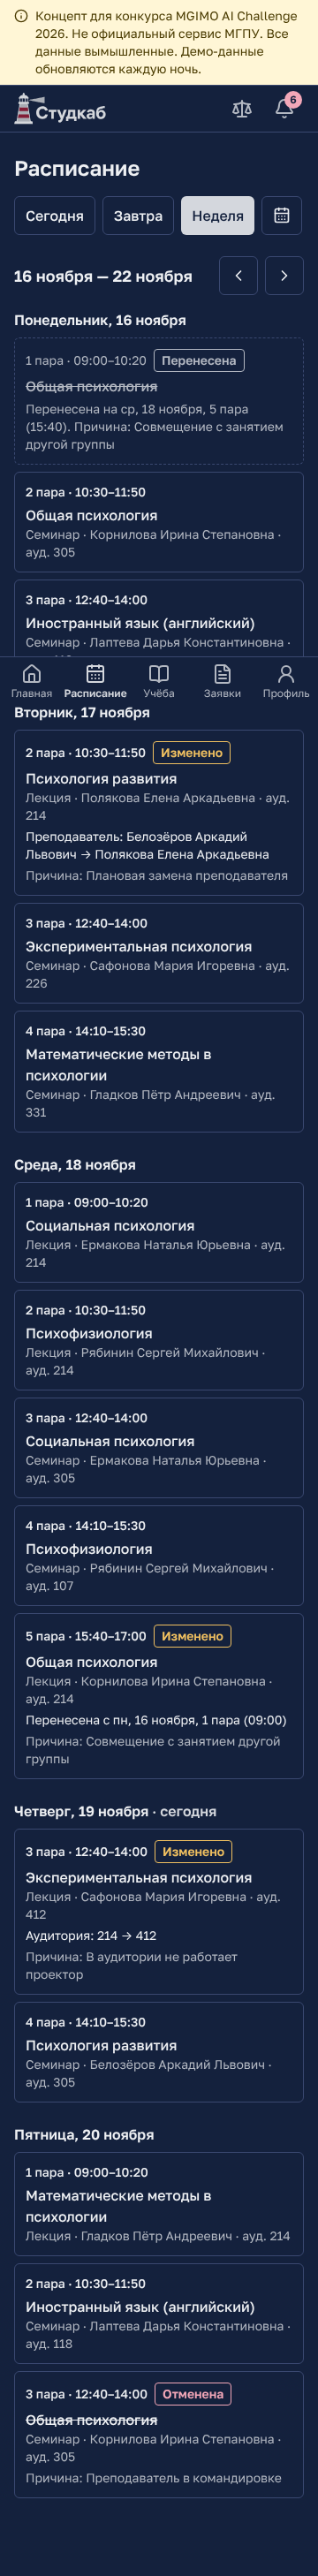 Концепт для конкурса MGIMO AI Challenge
2026. Не официальный сервис МГПУ. Все
данные вымышленные. Демо-данные
обновляются каждую ночь.
Студкаб
6
Расписание
Сегодня
Завтра
Неделя
16 ноября — 22 ноября
Понедельник, 16 ноября
1 пара · 09:00–10:20 Перенесена
Общая психология
Перенесена на ср, 18 ноября, 5 пара
(15:40). Причина: Совмещение с занятием
другой группы
2 пара · 10:30–11:50
Общая психология
Семинар · Корнилова Ирина Степановна ·
ауд. 305
3 пара · 12:40–14:00
Иностранный язык (английский)
Семинар · Лаптева Дарья Константиновна ·
Главная
Расписание
Учёба
Заявки
Профиль
Вторник, 17 ноября
2 пара · 10:30–11:50 Изменено
Психология развития
Лекция · Полякова Елена Аркадьевна · ауд.
214
Преподаватель: Белозёров Аркадий
Львович → Полякова Елена Аркадьевна
Причина: Плановая замена преподавателя
3 пара · 12:40–14:00
Экспериментальная психология
Семинар · Сафонова Мария Игоревна · ауд.
226
4 пара · 14:10–15:30
Математические методы в
психологии
Семинар · Гладков Пётр Андреевич · ауд.
331
Среда, 18 ноября
1 пара · 09:00–10:20
Социальная психология
Лекция · Ермакова Наталья Юрьевна · ауд.
214
2 пара · 10:30–11:50
Психофизиология
Лекция · Рябинин Сергей Михайлович ·
ауд. 214
3 пара · 12:40–14:00
Социальная психология
Семинар · Ермакова Наталья Юрьевна ·
ауд. 305
4 пара · 14:10–15:30
Психофизиология
Семинар · Рябинин Сергей Михайлович ·
ауд. 107
5 пара · 15:40–17:00 Изменено
Общая психология
Лекция · Корнилова Ирина Степановна ·
ауд. 214
Перенесена с пн, 16 ноября, 1 пара (09:00)
Причина: Совмещение с занятием другой
группы
Четверг, 19 ноября · сегодня
3 пара · 12:40–14:00 Изменено
Экспериментальная психология
Лекция · Сафонова Мария Игоревна · ауд.
412
Аудитория: 214 → 412
Причина: В аудитории не работает
проектор
4 пара · 14:10–15:30
Психология развития
Семинар · Белозёров Аркадий Львович ·
ауд. 305
Пятница, 20 ноября
1 пара · 09:00–10:20
Математические методы в
психологии
Лекция · Гладков Пётр Андреевич · ауд. 214
2 пара · 10:30–11:50
Иностранный язык (английский)
Семинар · Лаптева Дарья Константиновна ·
ауд. 118
3 пара · 12:40–14:00 Отменена
Общая психология
Семинар · Корнилова Ирина Степановна ·
ауд. 305
Причина: Преподаватель в командировке